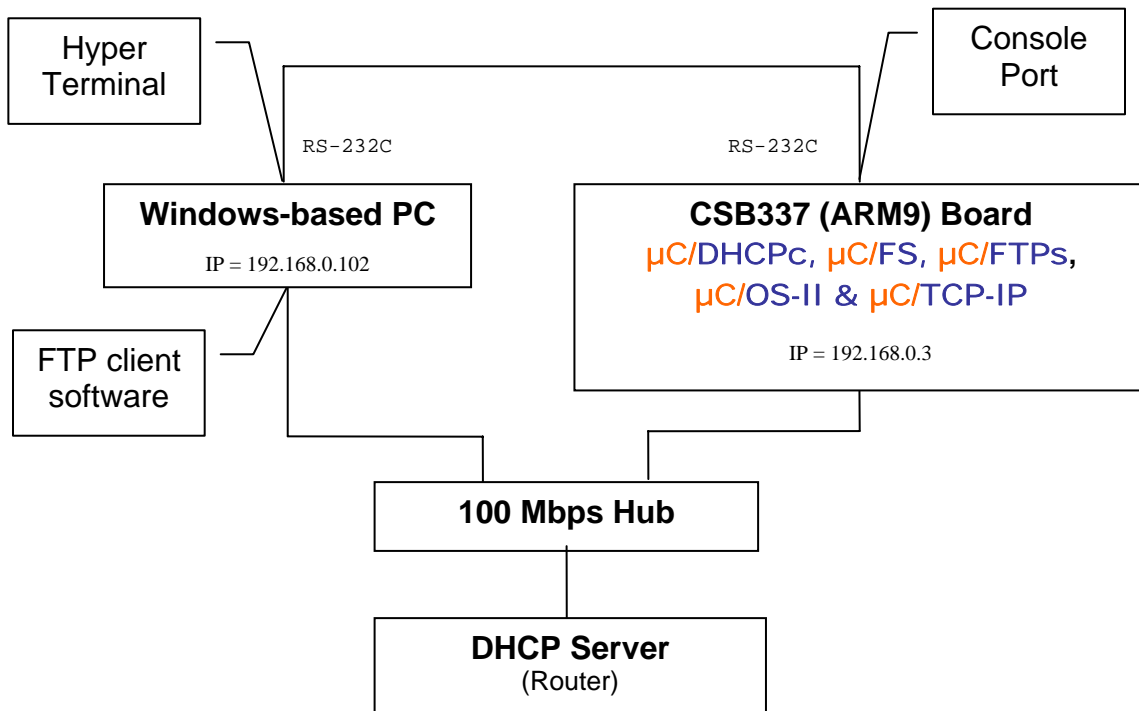 Hyper
Terminal
Console
Port
RS-232C
RS-232C
Windows-based PC
IP = 192.168.0.102
CSB337 (ARM9) Board
µC/DHCPc, µC/FS, µC/FTPs,
µC/OS-II & µC/TCP-IP
IP = 192.168.0.3
FTP client
software
100 Mbps Hub
DHCP Server
(Router)